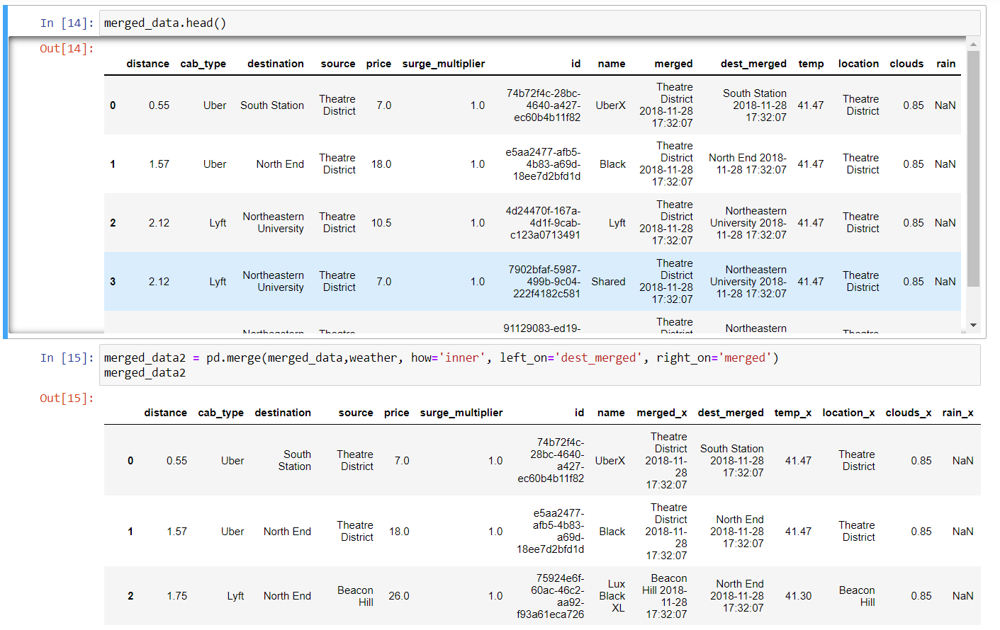 In [14]: merged_data.head()
Out[14]:
distance cab_type destination source price surge_multiplier id name merged dest_merged temp location clouds rain
0 0.55 Uber South Station Theatre District 7.0 1.0 74b72f4c-28bc-4640-a427-ec60b4b11f82 UberX Theatre District 2018-11-28 17:32:07 South Station 2018-11-28 17:32:07 41.47 Theatre District 0.85 NaN
1 1.57 Uber North End Theatre District 18.0 1.0 e5aa2477-afb5-4b83-a69d-18ee7d2bfd1d Black Theatre District 2018-11-28 17:32:07 North End 2018-11-28 17:32:07 41.47 Theatre District 0.85 NaN
2 2.12 Lyft Northeastern University Theatre District 10.5 1.0 4d24470f-167a-4d1f-9cab-c123a0713491 Lyft Theatre District 2018-11-28 17:32:07 Northeastern University 2018-11-28 17:32:07 41.47 Theatre District 0.85 NaN
3 2.12 Lyft Northeastern University Theatre District 7.0 1.0 7902bfaf-5987-499b-9c04-222f4182c581 Shared Theatre District 2018-11-28 17:32:07 Northeastern University 2018-11-28 17:32:07 41.47 Theatre District 0.85 NaN
Northeastern Theatre 91129083-ed19- Theatre District Northeastern Theatre
In [15]: merged_data2 = pd.merge(merged_data,weather, how='inner', left_on='dest_merged', right_on='merged')
merged_data2
Out[15]:
distance cab_type destination source price surge_multiplier id name merged_x dest_merged temp_x location_x clouds_x rain_x
0 0.55 Uber South Station Theatre District 7.0 1.0 74b72f4c-28bc-4640-a427-ec60b4b11f82 UberX Theatre District 2018-11-28 17:32:07 South Station 2018-11-28 17:32:07 41.47 Theatre District 0.85 NaN
1 1.57 Uber North End Theatre District 18.0 1.0 e5aa2477-afb5-4b83-a69d-18ee7d2bfd1d Black Theatre District 2018-11-28 17:32:07 North End 2018-11-28 17:32:07 41.47 Theatre District 0.85 NaN
2 1.75 Lyft North End Beacon Hill 26.0 1.0 75924e6f-60ac-46c2-aa92-f93a61eca726 Lux Black XL Beacon Hill 2018-11-28 17:32:07 North End 2018-11-28 17:32:07 41.30 Beacon Hill 0.85 NaN